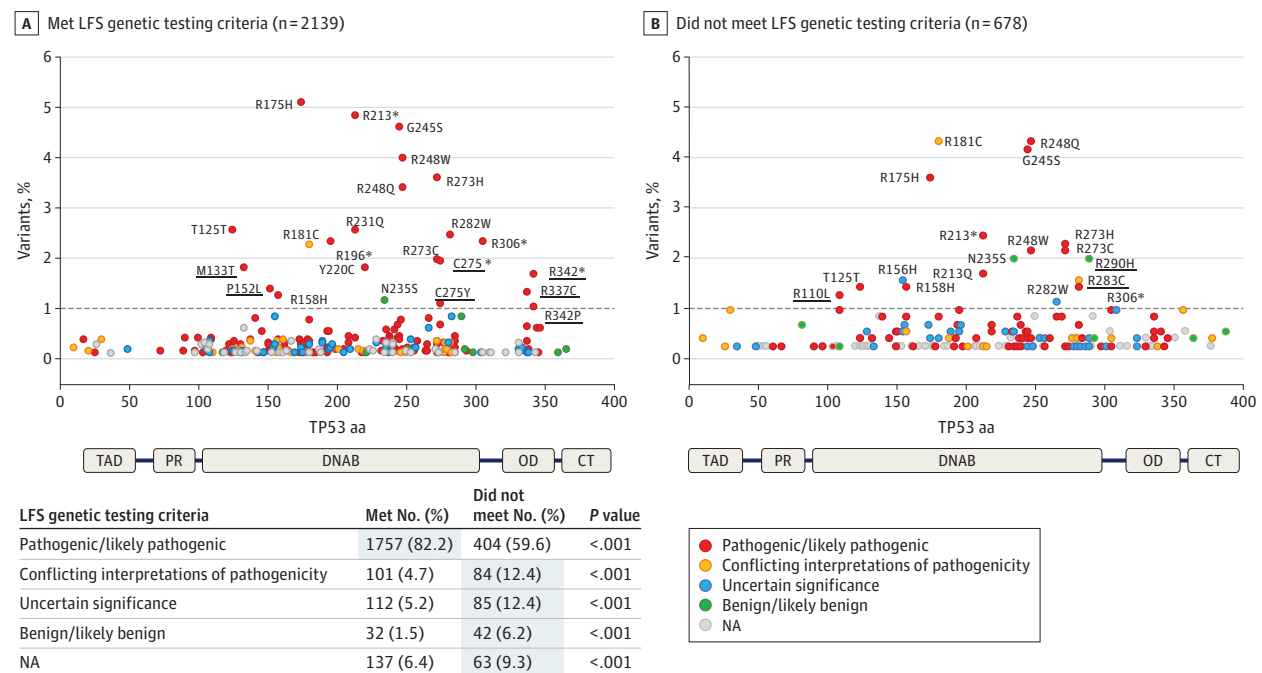 A Met LFS genetic testing criteria (n=2139)
6
5
4
3
2
1
0
Variants, %
R175H
R213*
G245S
R248W
R248Q
R273H
T125T
R181C
R231Q
R196*
Y220C
R282W
R273C
R306*
C275*
M133T
P152L
R158H
N235S
C275Y
R342*
R337C
R342P
0 50 100 150 200 250 300 350 400
TP53 aa
TAD PR DNAB OD CT
B Did not meet LFS genetic testing criteria (n=678)
6
5
4
3
2
1
0
Variants, %
R181C
R248Q
G245S
R175H
R213*
R248W
R273H
R273C
N235S
R290H
R156H
R213Q
T125T
R158H
R283C
R110L
R282W
R306*
0 50 100 150 200 250 300 350 400
TP53 aa
TAD PR DNAB OD CT
LFS genetic testing criteria Met No. (%) Did not meet No. (%) P value
Pathogenic/likely pathogenic 1757 (82.2) 404 (59.6) <.001
Conflicting interpretations of pathogenicity 101 (4.7) 84 (12.4) <.001
Uncertain significance 112 (5.2) 85 (12.4) <.001
Benign/likely benign 32 (1.5) 42 (6.2) <.001
NA 137 (6.4) 63 (9.3) <.001
Pathogenic/likely pathogenic
Conflicting interpretations of pathogenicity
Uncertain significance
Benign/likely benign
NA